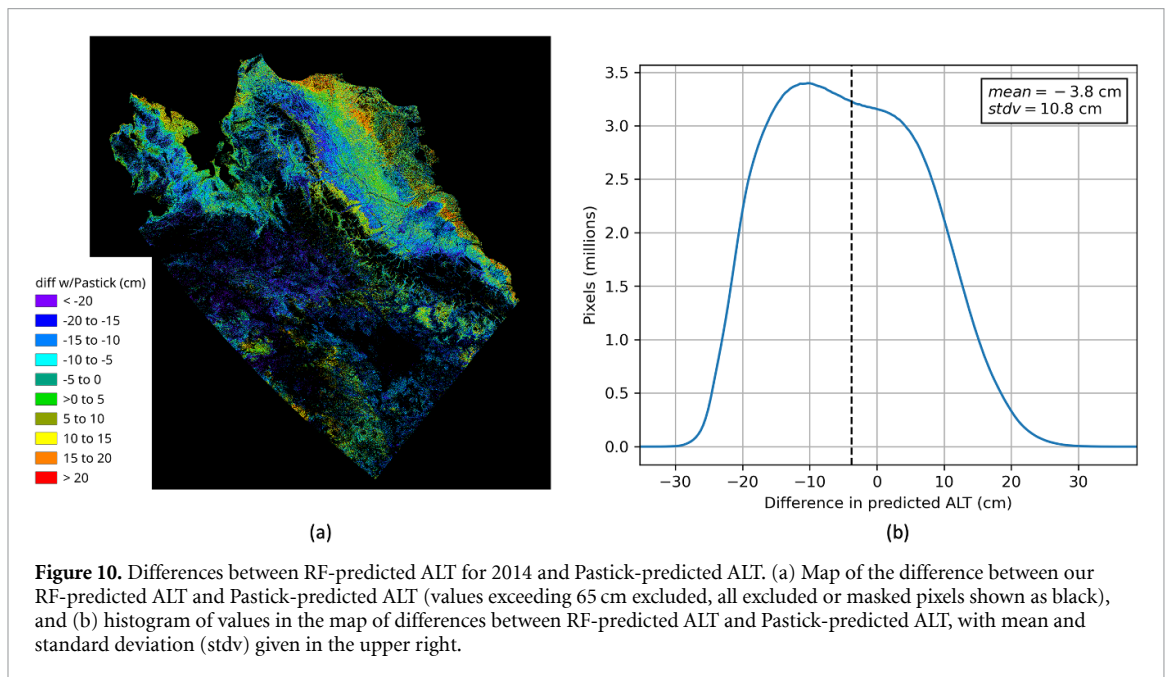 diff w/Pastick (cm)
< -20
-20 to -15
-15 to -10
-10 to -5
-5 to 0
>0 to 5
5 to 10
10 to 15
15 to 20
> 20
(a)
mean = −3.8 cm
stdv = 10.8 cm
Pixels (millions)
3.5
3.0
2.5
2.0
1.5
1.0
0.5
0.0
−30 −20 −10 0 10 20 30
Difference in predicted ALT (cm)
(b)
Figure 10. Differences between RF-predicted ALT for 2014 and Pastick-predicted ALT. (a) Map of the difference between our
RF-predicted ALT and Pastick-predicted ALT (values exceeding 65 cm excluded, all excluded or masked pixels shown as black),
and (b) histogram of values in the map of differences between RF-predicted ALT and Pastick-predicted ALT, with mean and
standard deviation (stdv) given in the upper right.